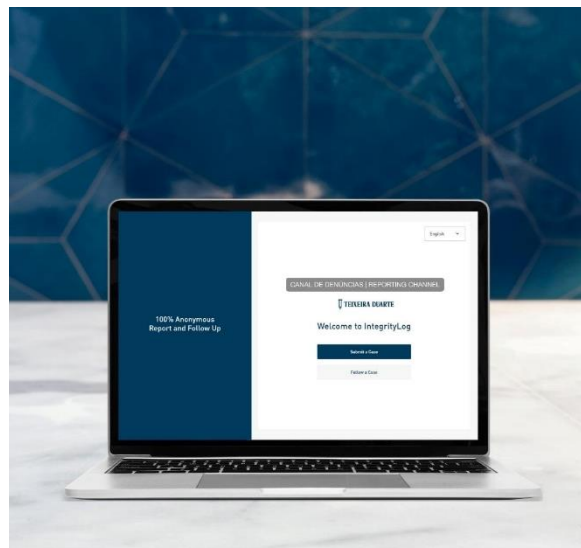 100% Anonymous
Report and Follow Up
English
CANAL DE DENÚNCIAS | REPORTING CHANNEL
TEIXEIRA DUARTE
Welcome to IntegrityLog
Submit a Case
Follow a Case